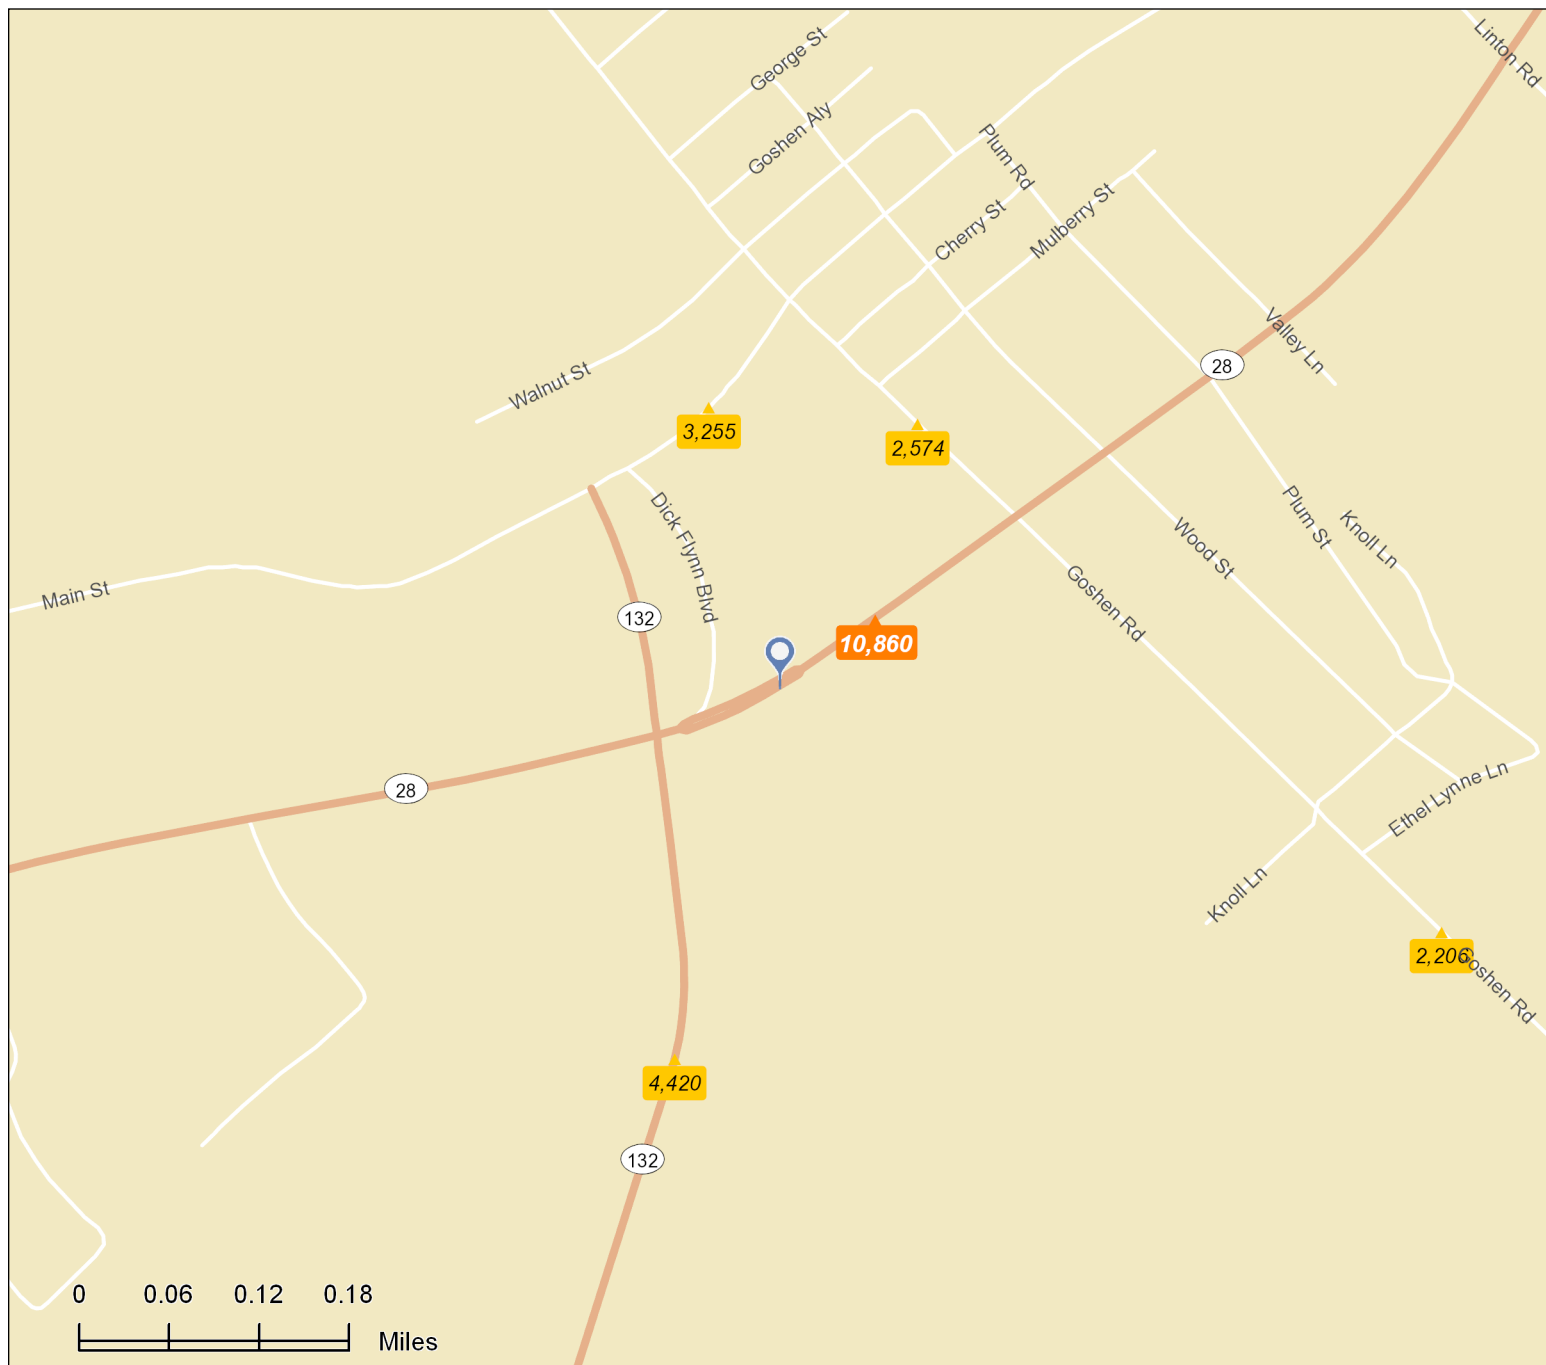 George St
Linton Rd
Goshen Aly
Plum Rd
Cherry St
Mulberry St
Valley Ln
28
Walnut St
3,255
2,574
Dick Flynn Blvd
Plum St
Knoll Ln
Wood St
Main St
132
Goshen Rd
10,860
28
Ethel Lynne Ln
Knoll Ln
2,206
Goshen Rd
4,420
132
0 0.06 0.12 0.18
Miles